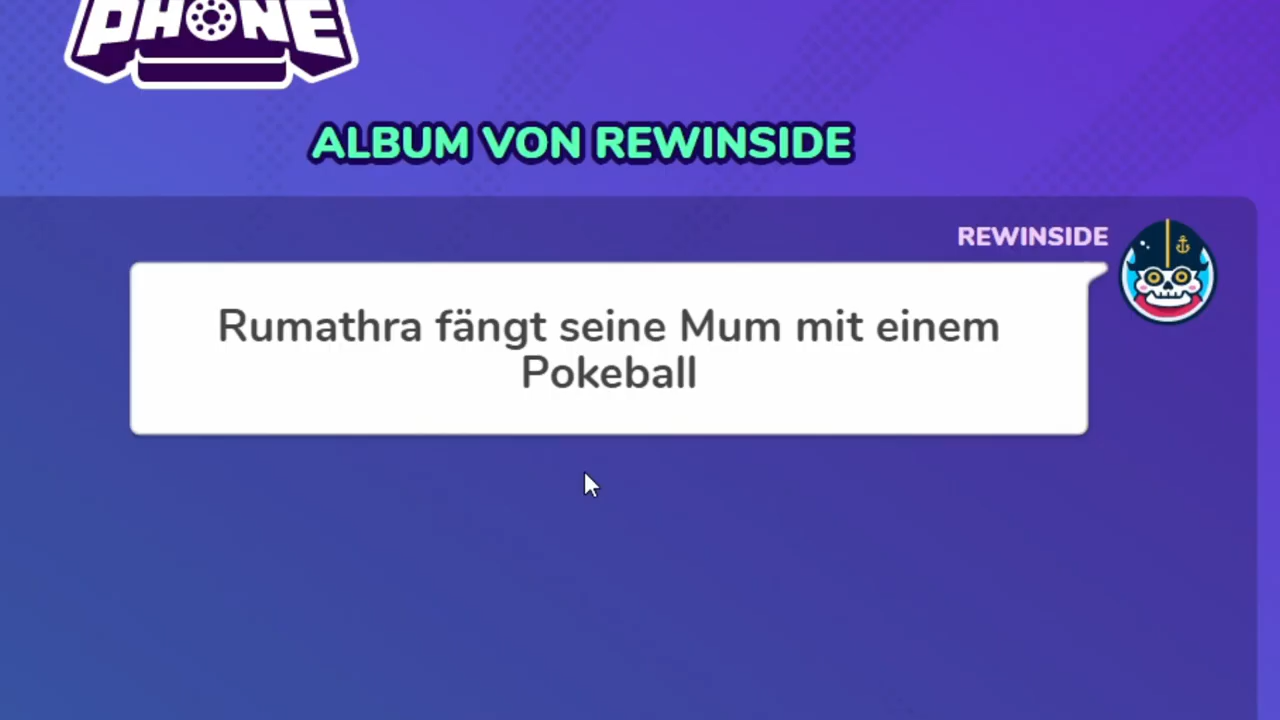 PHONE
ALBUM VON REWINSIDE
REWINSIDE
Rumathra fängt seine Mum mit einem
Pokeball